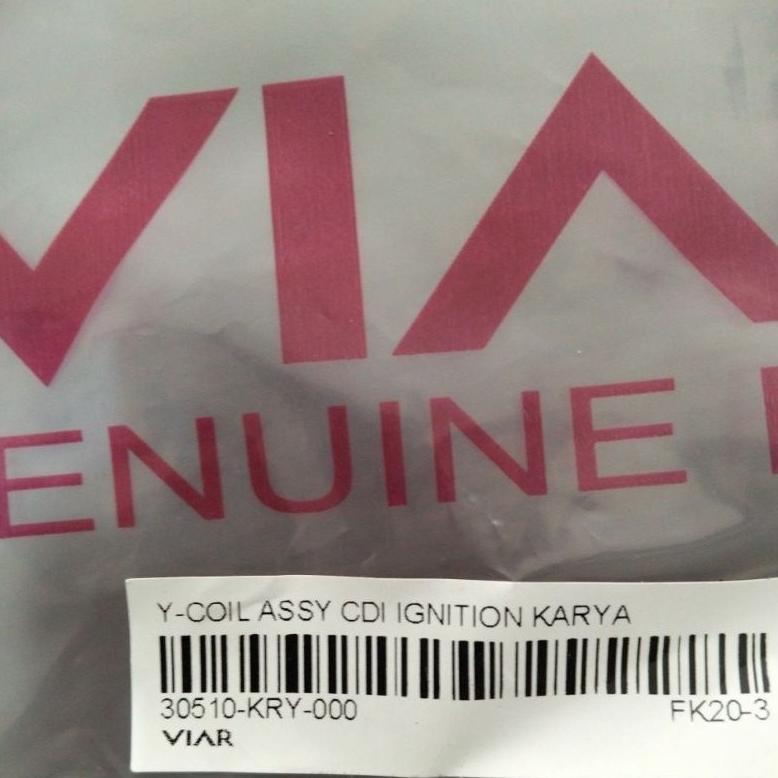 VIA
ENUINE
Y-COIL ASSY CDI IGNITION KARYA
30510-KRY-000 FK20-3
VIAR